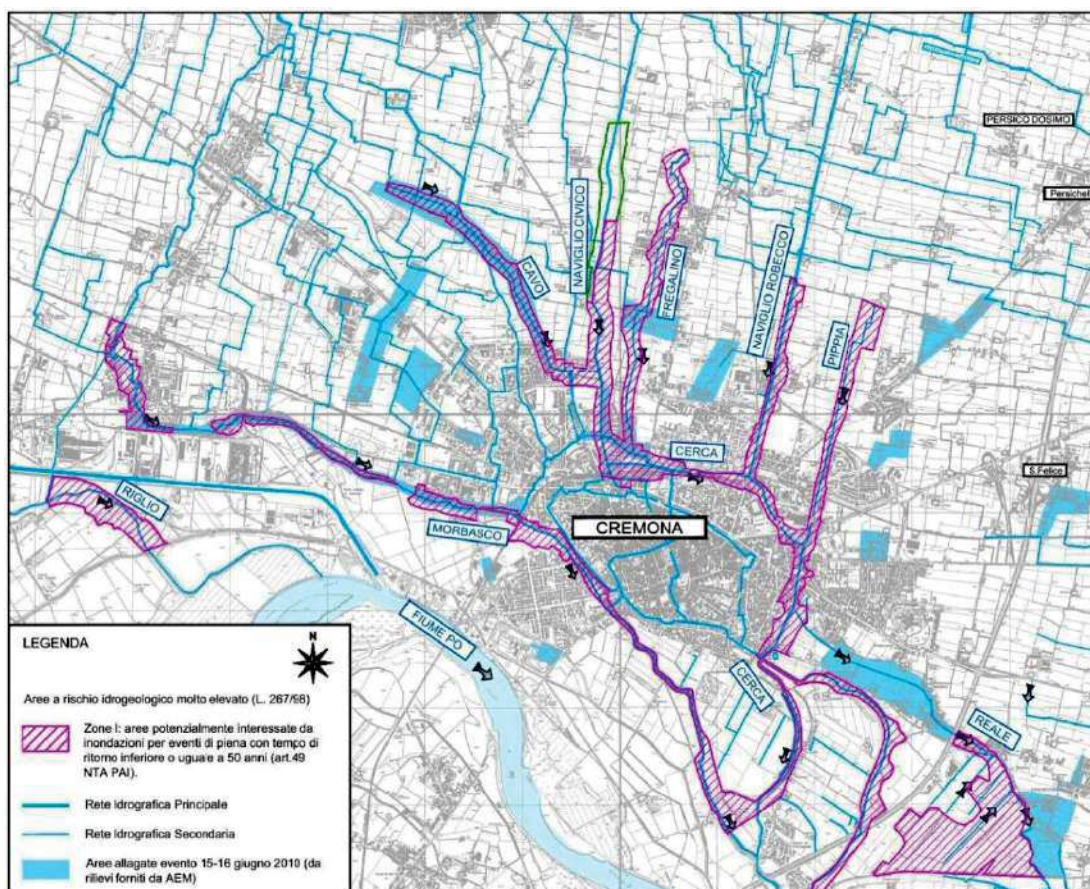 PERSICO DOSIMO
NAVIGLIO CIVICO
FREGALINO
CAVO
NAVIGLIO ROBECCO
PIPPIA
CERCA
S.Felice
RIGLIO
MORBASCO
CREMONA
FIUME PO
CERCA
REALE
LEGENDA
N
Aree a rischio idrogeologico molto elevato (L. 267/98)
Zone I: aree potenzialmente interessate da
inondazioni per eventi di piena con tempo di
ritorno inferiore o uguale a 50 anni (art.49
NTA PAI).
Rete Idrografica Principale
Rete Idrografica Secondaria
Aree allagate evento 15-16 giugno 2010 (da
rilievi forniti da AEM)